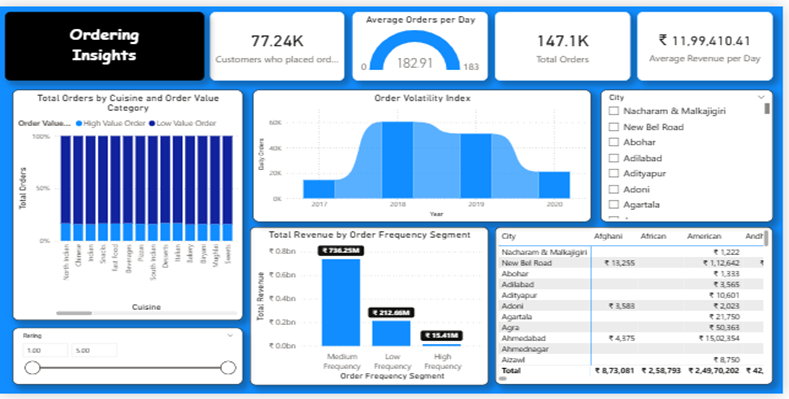 Ordering
Insights
77.24K
Customers who placed ord...
Average Orders per Day
182.91
0
183
147.1K
Total Orders
₹ 11,99,410.41
Average Revenue per Day
Total Orders by Cuisine and Order Value
Category
Order Value... High Value Order Low Value Order
100%
50%
0%
Total Orders
North Indian
Chinese
Indian
Snacks
Fast Food
Beverages
Pizzas
South Indian
Desserts
Italian
Bakery
Biryani
Mughlai
Sweets
Cuisine
Rating
1.00
5.00
Order Volatility Index
60K
40K
20K
0K
Daily Orders
2017
2018
2019
2020
Year
Total Revenue by Order Frequency Segment
₹ 0.8bn
₹ 0.6bn
₹ 0.4bn
₹ 0.2bn
₹ 0.0bn
Total Revenue
₹ 736.25M
₹ 212.66M
₹ 15.41M
Medium
Frequency
Low
Frequency
High
Frequency
Order Frequency Segment
City
Nacharam & Malkajigiri
New Bel Road
Abohar
Adilabad
Adityapur
Adoni
Agartala
City Afghani African American Andh
Nacharam & Malkajigiri ₹ 1,222
New Bel Road ₹ 13,255 ₹ 1,12,642 ₹
Abohar ₹ 1,333
Adilabad ₹ 3,565
Adityapur ₹ 10,601
Adoni ₹ 3,583 ₹ 2,023
Agartala ₹ 21,750
Agra ₹ 50,363
Ahmedabad ₹ 4,375 ₹ 15,02,354
Ahmednagar
Aizawl ₹ 8,750
Total ₹ 8,73,081 ₹ 2,58,793 ₹ 2,49,70,202 ₹ 42,